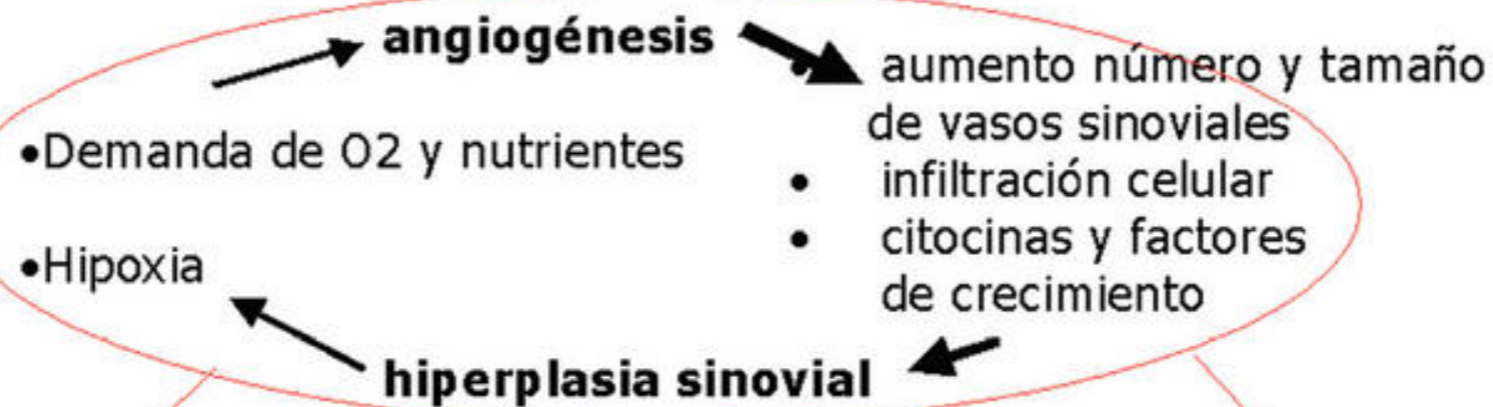 angiogénesis
• aumento número y tamaño
de vasos sinoviales
• infiltración celular
• citocinas y factores
de crecimiento
•Demanda de O2 y nutrientes
•Hipoxia
hiperplasia sinovial